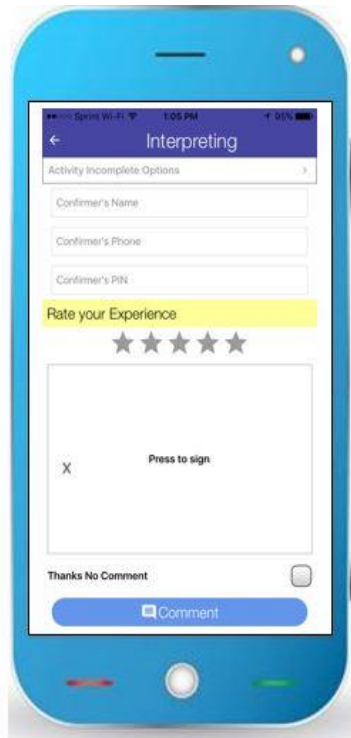 Sprint Wi-Fi 1:05 PM 95%
Interpreting
Activity Incomplete Options
Confirmer's Name
Confirmer's Phone
Confirmer's PIN
Rate your Experience
Press to sign
X
Thanks No Comment
Comment